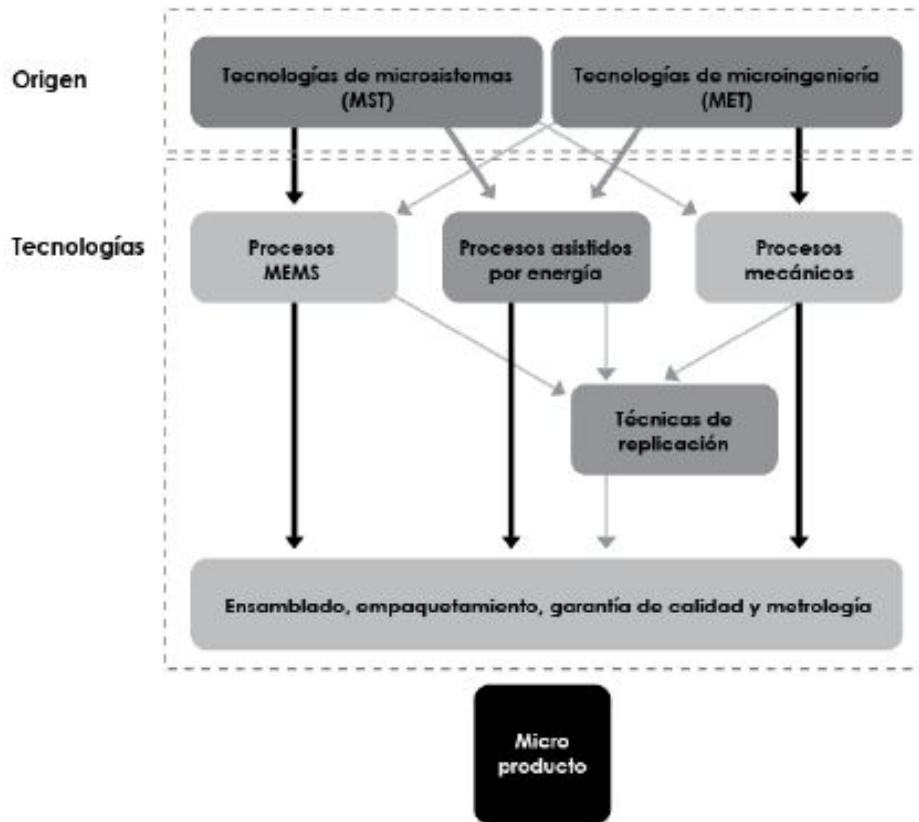 Origen
Tecnologías de microsistemas
(MST)
Tecnologías de microingeniería
(MET)
Tecnologías
Procesos
MEMS
Procesos asistidos
por energía
Procesos
mecánicos
Técnicas de
replicación
Ensamblado, empaquetamiento, garantía de calidad y metrología
Micro
producto